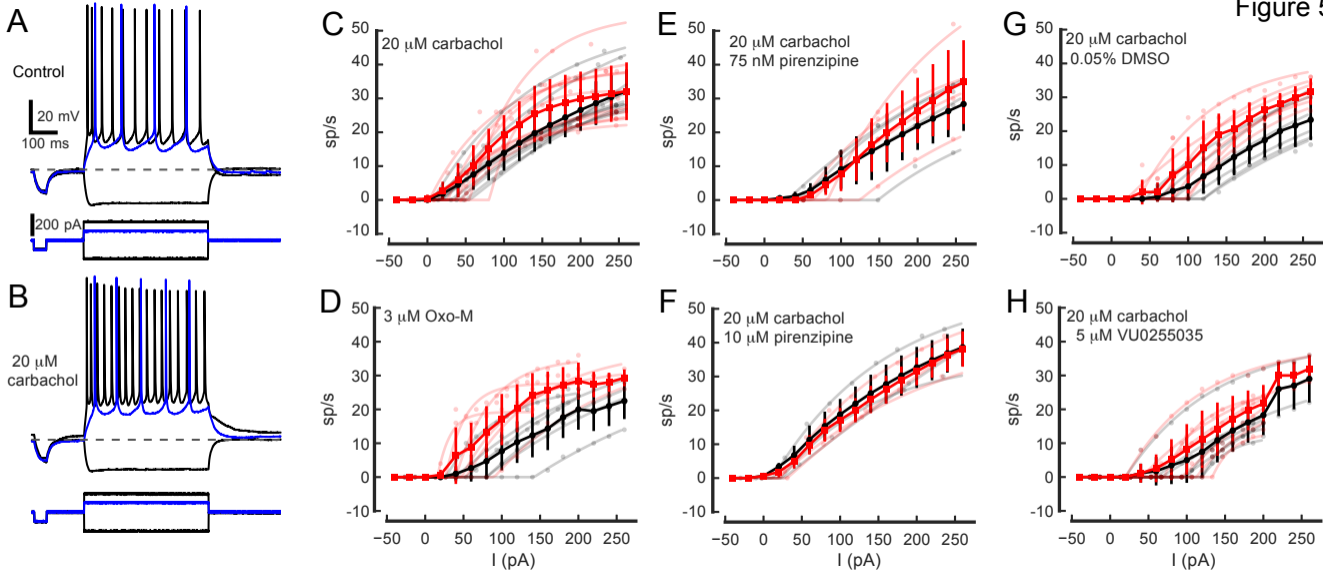 Figure 5
A
Control
20 mV
100 ms
200 pA
B
20 µM
carbachol
C
20 µM carbachol
sp/s
50
40
30
20
10
0
-10
−50 0 50 100 150 200 250
D
3 µM Oxo-M
sp/s
50
40
30
20
10
0
-10
−50 0 50 100 150 200 250
I (pA)
E
20 µM carbachol
75 nM pirenzipine
sp/s
50
40
30
20
10
0
-10
−50 0 50 100 150 200 250
F
20 µM carbachol
10 µM pirenzipine
sp/s
50
40
30
20
10
0
-10
−50 0 50 100 150 200 250
I (pA)
G
20 µM carbachol
0.05% DMSO
sp/s
50
40
30
20
10
0
-10
−50 0 50 100 150 200 250
H
20 µM carbachol
5 µM VU0255035
sp/s
50
40
30
20
10
0
-10
−50 0 50 100 150 200 250
I (pA)